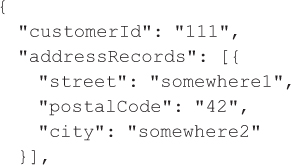 {
"customerId": "111",
"addressRecords": [{
"street": "somewhere1",
"postalCode": "42",
"city": "somewhere2"
}],